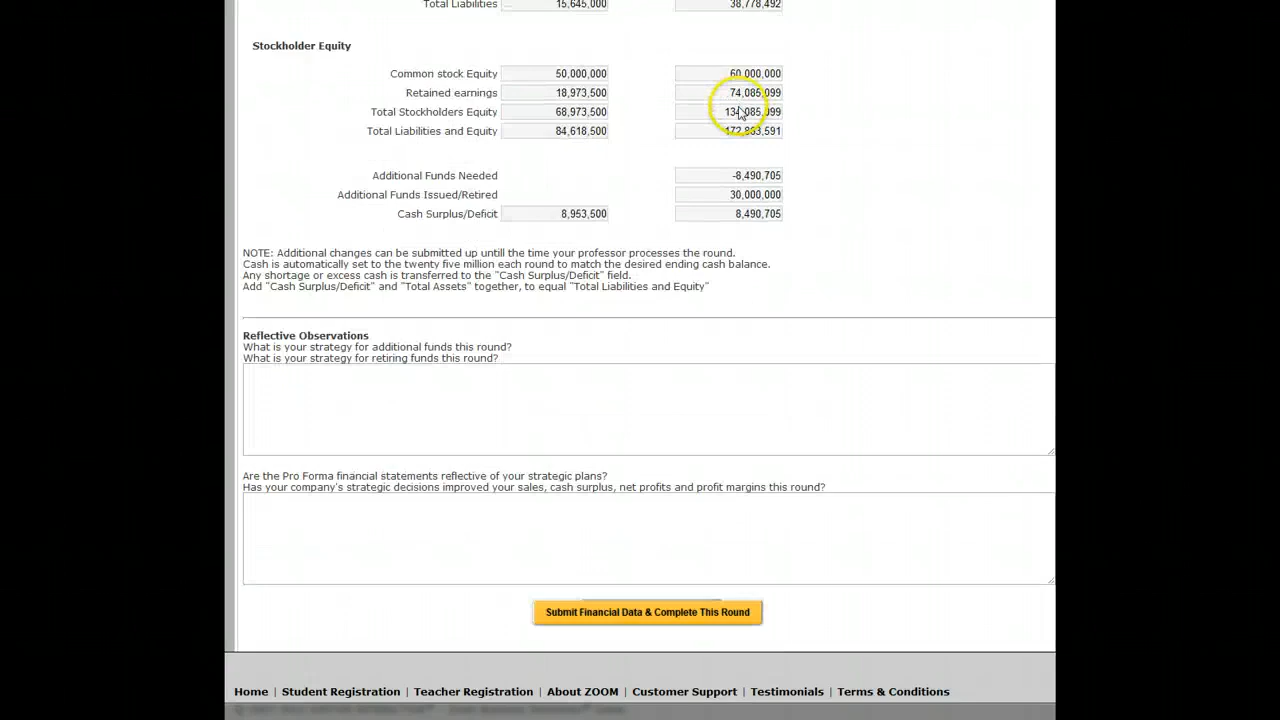 Total Liabilities 15,645,000 38,778,492
Stockholder Equity
Common stock Equity 50,000,000 60,000,000
Retained earnings 18,973,500 74,085,099
Total Stockholders Equity 68,973,500 134,085,099
Total Liabilities and Equity 84,618,500 172,863,591
Additional Funds Needed -8,490,705
Additional Funds Issued/Retired 30,000,000
Cash Surplus/Deficit 8,953,500 8,490,705
NOTE: Additional changes can be submitted up untill the time your professor processes the round.
Cash is automatically set to the twenty five million each round to match the desired ending cash balance.
Any shortage or excess cash is transferred to the "Cash Surplus/Deficit" field.
Add "Cash Surplus/Deficit" and "Total Assets" together, to equal "Total Liabilities and Equity"
Reflective Observations
What is your strategy for additional funds this round?
What is your strategy for retiring funds this round?
Are the Pro Forma financial statements reflective of your strategic plans?
Has your company's strategic decisions improved your sales, cash surplus, net profits and profit margins this round?
Submit Financial Data & Complete This Round
Home | Student Registration | Teacher Registration | About ZOOM | Customer Support | Testimonials | Terms & Conditions